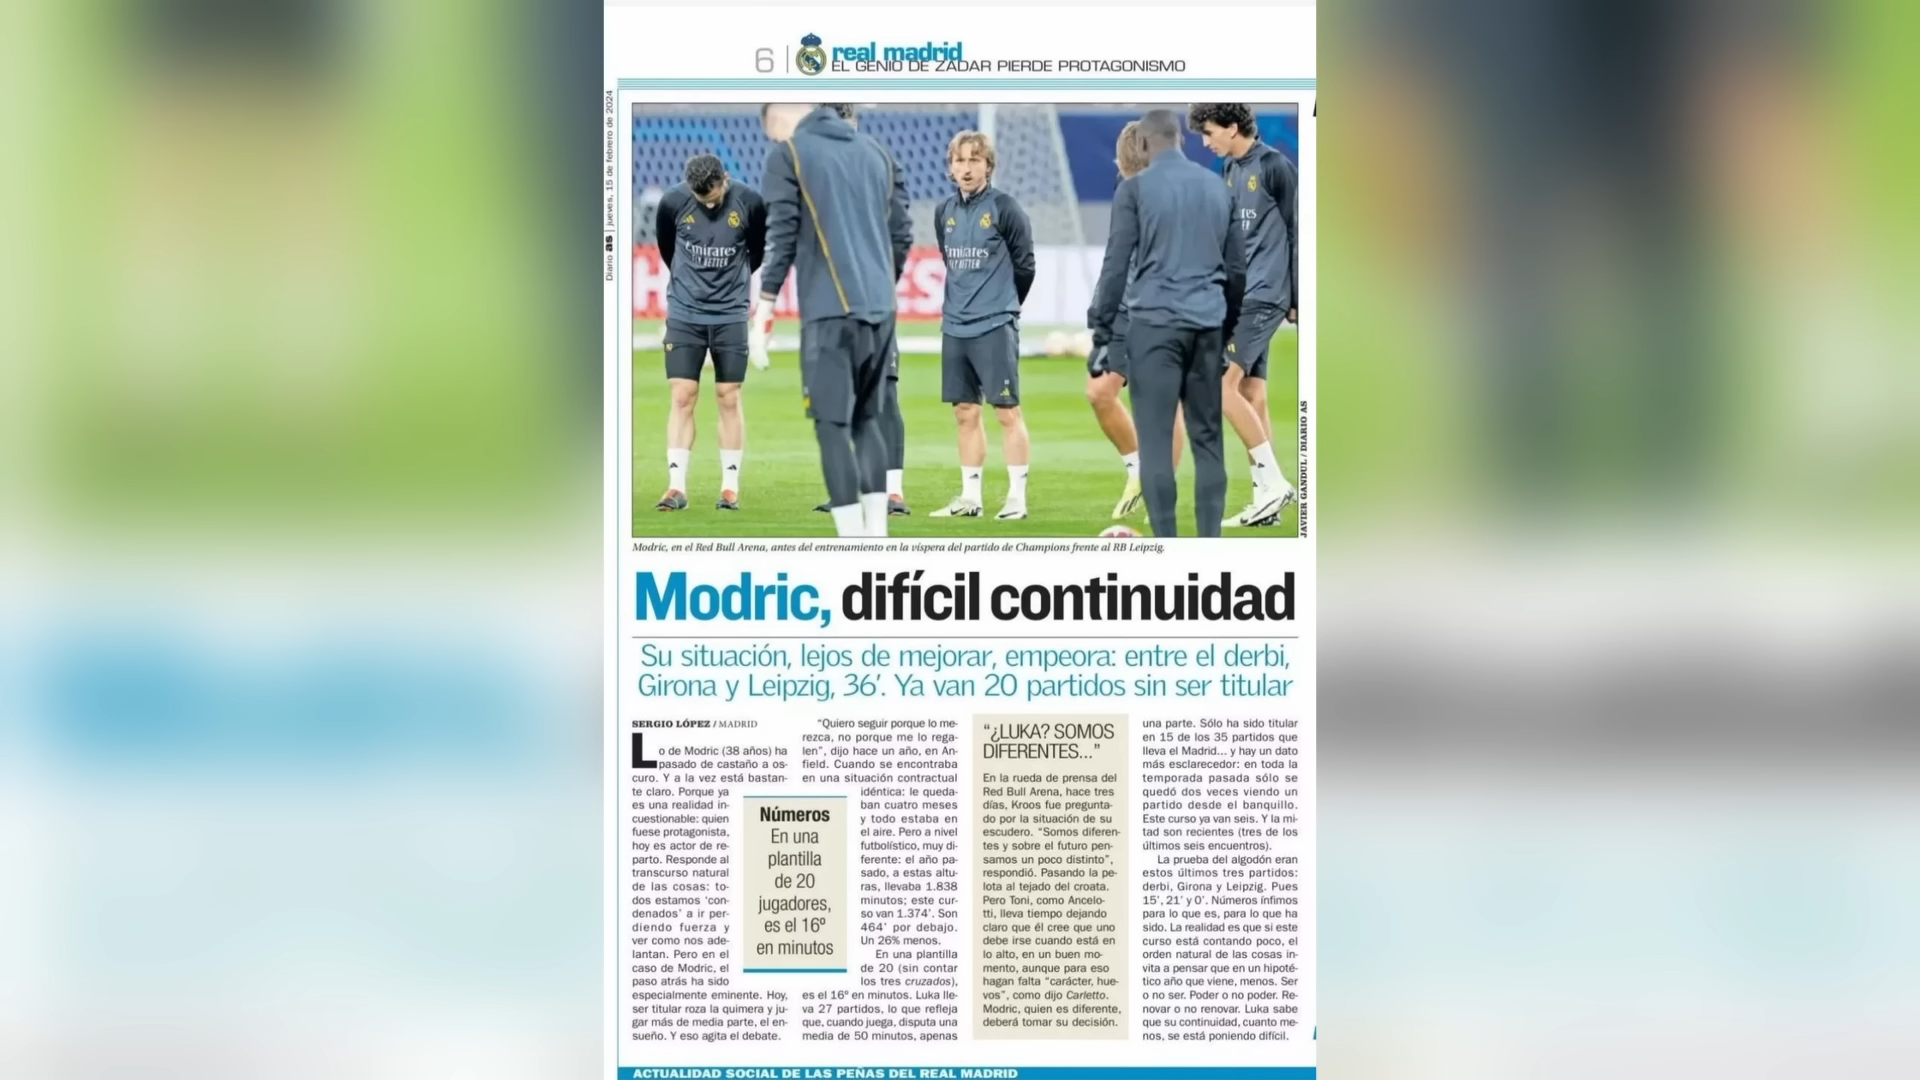 6
real madrid
EL GENIO DE ZADAR PIERDE PROTAGONISMO
Diario as | jueves, 15 de febrero de 2024
Emirates
FLY BETTER
Emirates
FLY BETTER
JAVIER GANDUL / DIARIO AS
Modric, en el Red Bull Arena, antes del entrenamiento en la víspera del partido de Champions frente al RB Leipzig.
Modric, difícil continuidad
Su situación, lejos de mejorar, empeora: entre el derbi,
Girona y Leipzig, 36’. Ya van 20 partidos sin ser titular
SERGIO LÓPEZ / MADRID
Lo de Modric (38 años) ha
pasado de castaño a os-
curo. Y a la vez está bastan-
te claro. Porque ya
es una realidad in-
cuestionable: quien
fuese protagonista,
hoy es actor de re-
parto. Responde al
transcurso natural
de las cosas: to-
dos estamos ‘con-
denados’ a ir per-
diendo fuerza y
ver como nos ade-
lantan. Pero en el
caso de Modric, el
paso atrás ha sido
especialmente eminente. Hoy,
ser titular roza la quimera y ju-
gar más de media parte, el en-
sueño. Y eso agita el debate.
Números
En una
plantilla
de 20
jugadores,
es el 16º
en minutos
“Quiero seguir porque lo me-
rezca, no porque me lo rega-
len”, dijo hace un año, en An-
field. Cuando se encontraba
en una situación contractual
idéntica: le queda-
ban cuatro meses
y todo estaba en
el aire. Pero a nivel
futbolístico, muy di-
ferente: el año pa-
sado, a estas altu-
ras, llevaba 1.838
minutos; este cur-
so van 1.374’. Son
464’ por debajo.
Un 26% menos.
En una plantilla
de 20 (sin contar
los tres cruzados),
es el 16º en minutos. Luka lle-
va 27 partidos, lo que refleja
que, cuando juega, disputa una
media de 50 minutos, apenas
“¿LUKA? SOMOS
DIFERENTES...”
En la rueda de prensa del
Red Bull Arena, hace tres
días, Kroos fue pregunta-
do por la situación de su
escudero. “Somos diferen-
tes y sobre el futuro pen-
samos un poco distinto”,
respondió. Pasando la pe-
lota al tejado del croata.
Pero Toni, como Ancelo-
tti, lleva tiempo dejando
claro que él cree que uno
debe irse cuando está en
lo alto, en un buen mo-
mento, aunque para eso
hagan falta “carácter, hue-
vos”, como dijo Carletto.
Modric, quien es diferente,
deberá tomar su decisión.
una parte. Sólo ha sido titular
en 15 de los 35 partidos que
lleva el Madrid... y hay un dato
más esclarecedor: en toda la
temporada pasada sólo se
quedó dos veces viendo un
partido desde el banquillo.
Este curso ya van seis. Y la mi-
tad son recientes (tres de los
últimos seis encuentros).
La prueba del algodón eran
estos últimos tres partidos:
derbi, Girona y Leipzig. Pues
15’, 21’ y 0’. Números ínfimos
para lo que es, para lo que ha
sido. La realidad es que si este
curso está contando poco, el
orden natural de las cosas in-
vita a pensar que en un hipoté-
tico año que viene, menos. Ser
o no ser. Poder o no poder. Re-
novar o no renovar. Luka sabe
que su continuidad, cuanto me-
nos, se está poniendo difícil.
ACTUALIDAD SOCIAL DE LAS PEÑAS DEL REAL MADRID